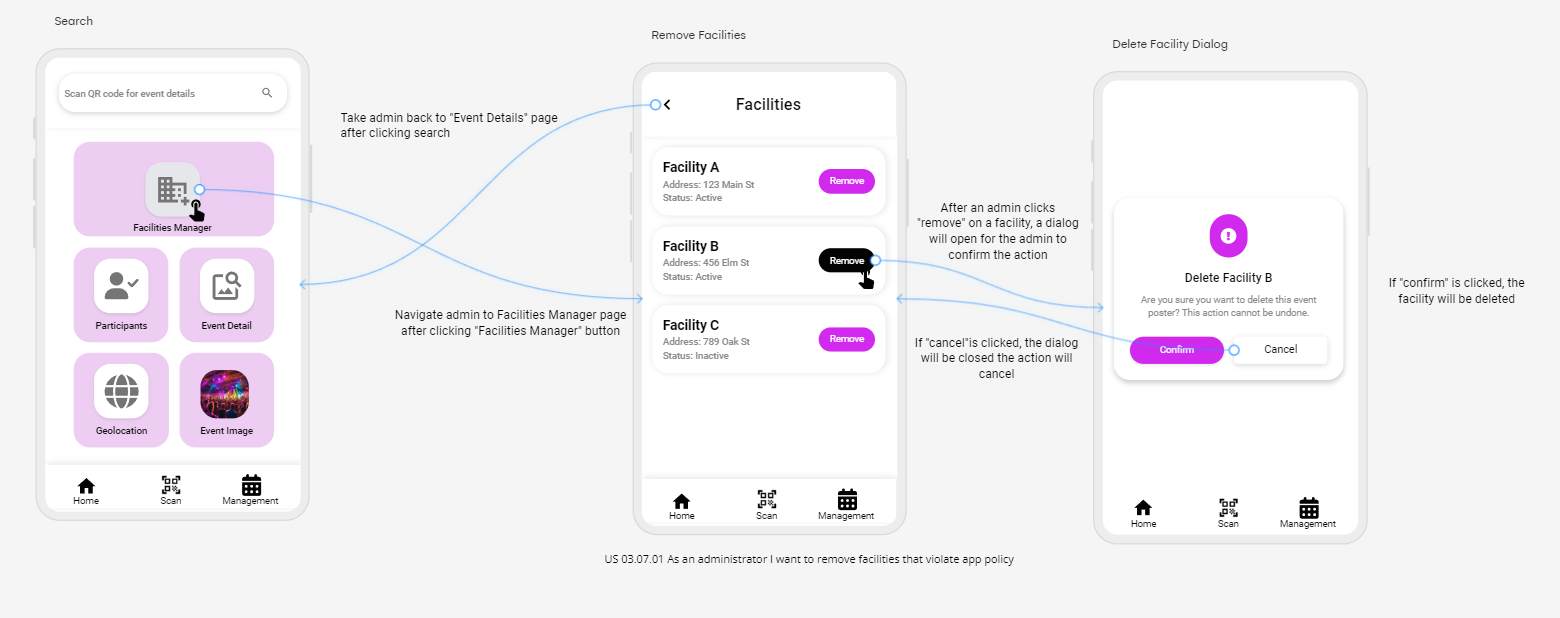 Search
Scan QR code for event details
Facilities Manager
Participants
Event Detail
Geolocation
Event Image
Home
Scan
Management
Take admin back to "Event Details" page
after clicking search
Navigate admin to Facilities Manager page
after clicking "Facilities Manager" button
Remove Facilities
Facilities
Facility A
Address: 123 Main St
Status: Active
Remove
Facility B
Address: 456 Elm St
Status: Active
Remove
Facility C
Address: 789 Oak St
Status: Inactive
Remove
Home
Scan
Management
After an admin clicks
"remove" on a facility, a dialog
will open for the admin to
confirm the action
If "cancel"is clicked, the dialog
will be closed the action will
cancel
Delete Facility Dialog
Delete Facility B
Are you sure you want to delete this event
poster? This action cannot be undone.
Confirm
Cancel
Home
Scan
Management
If "confirm" is clicked, the
facility will be deleted
US 03.07.01 As an administrator I want to remove facilities that violate app policy